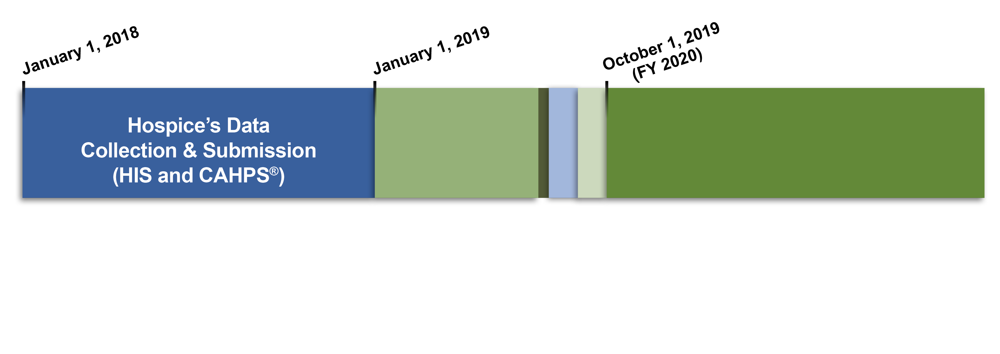 January 1, 2018
January 1, 2019
October 1, 2019
(FY 2020)
Hospice’s Data
Collection & Submission
(HIS and CAHPS®)